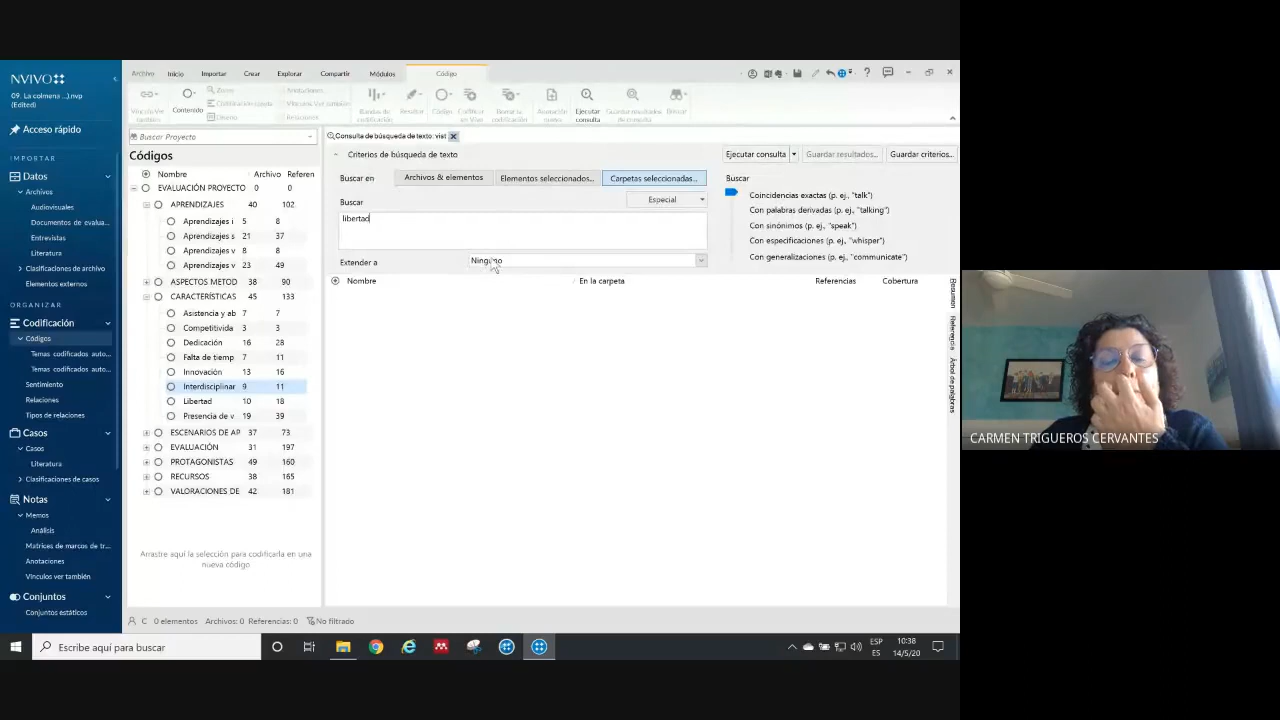 NVIVO
09. La colmena ...).nvp
(Edited)
Acceso rápido
IMPORTAR
Datos
Archivos
Audiovisuales
Documentos de evalua...
Entrevistas
Literatura
Clasificaciones de archivo
Elementos externos
ORGANIZAR
Codificación
Códigos
Temas codificados auto...
Temas codificados auto...
Sentimiento
Relaciones
Tipos de relaciones
Casos
Casos
Literatura
Clasificaciones de casos
Notas
Memos
Análisis
Matrices de marcos de tr...
Anotaciones
Vínculos ver también
Conjuntos
Conjuntos estáticos
Archivo Inicio Importar Crear Explorar Compartir Módulos Código
Contenido
Ejecutar
consulta
Buscar Proyecto
Códigos
Nombre Archivo Referen
EVALUACIÓN PROYECTO 0 0
APRENDIZAJES 40 102
Aprendizajes i 5 8
Aprendizajes s 21 37
Aprendizajes v 8 8
Aprendizajes v 23 49
ASPECTOS METOD 38 90
CARACTERÍSTICAS 45 133
Asistencia y ab 7 7
Competitivida 3 3
Dedicación 16 28
Falta de tiemp 7 11
Innovación 13 16
Interdisciplinar 9 11
Libertad 10 18
Presencia de v 19 39
ESCENARIOS DE AP 37 73
EVALUACIÓN 31 197
PROTAGONISTAS 49 160
RECURSOS 38 165
VALORACIONES DE 42 181
Arrastre aquí la selección para codificarla en una
nuevo código.
Consulta de búsqueda de texto: vist
Criterios de búsqueda de texto
Ejecutar consulta Guardar resultados... Guardar criterios...
Buscar en Archivos & elementos Elementos seleccionados... Carpetas seleccionadas...
Buscar
Especial
libertad
Extender a Ninguno
Buscar
Coincidencias exactas (p. ej., "talk")
Con palabras derivadas (p. ej., "talking")
Con sinónimos (p. ej., "speak")
Con especificaciones (p. ej., "whisper")
Con generalizaciones (p. ej., "communicate")
Nombre En la carpeta Referencias Cobertura
Resumen
Referencia
Árbol de palabras
C 0 elementos Archivos: 0 Referencias: 0 No filtrado
Escribe aquí para buscar
ESP
ES
10:38
14/5/20
CARMEN TRIGUEROS CERVANTES